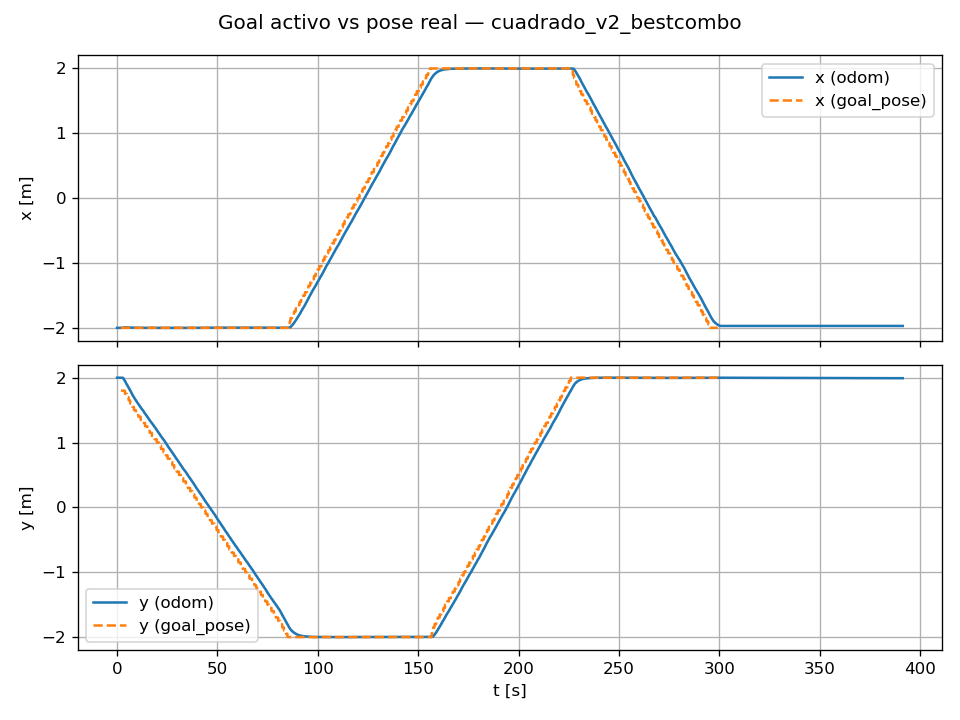 Goal activo vs pose real — cuadrado_v2_bestcombo
x [m]
2
1
0
−1
−2
x (odom)
x (goal_pose)
y [m]
2
1
0
−1
−2
y (odom)
y (goal_pose)
0 50 100 150 200 250 300 350 400
t [s]